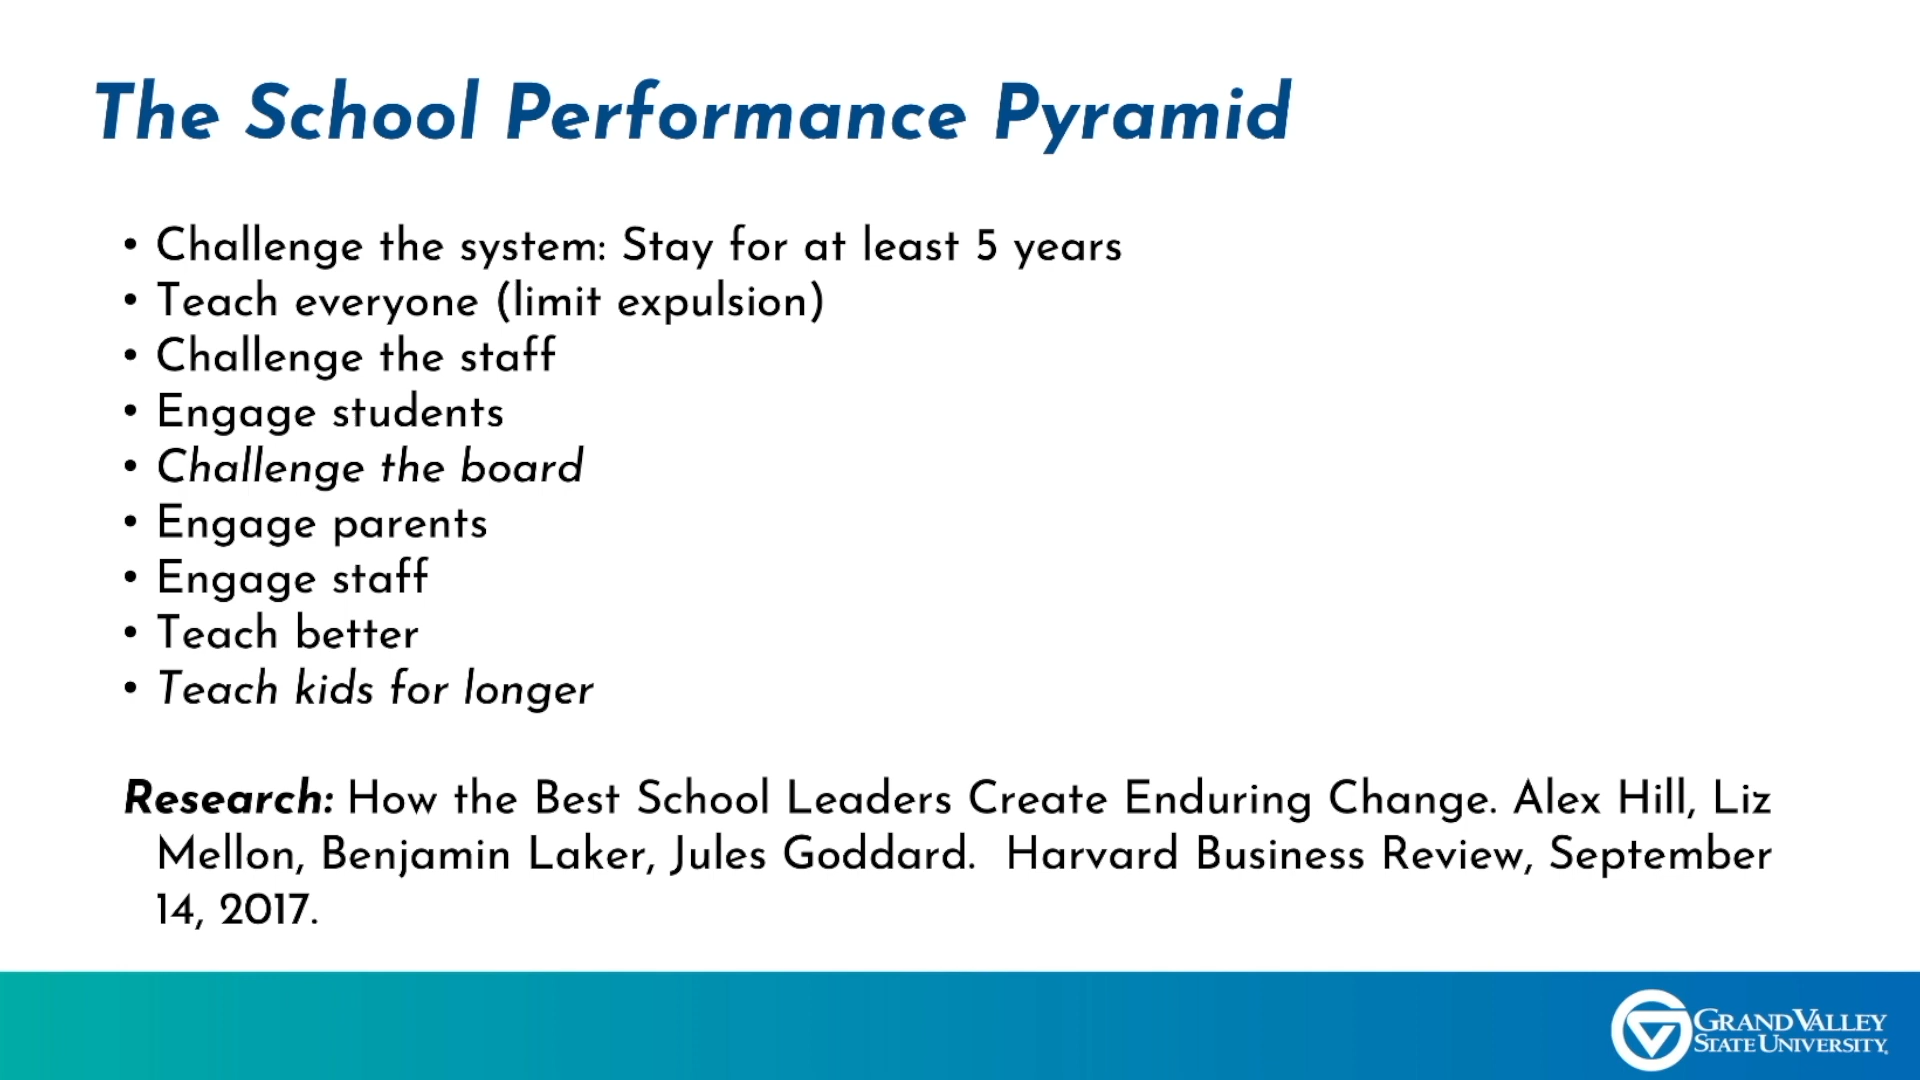 The School Performance Pyramid
• Challenge the system: Stay for at least 5 years
• Teach everyone (limit expulsion)
• Challenge the staff
• Engage students
• Challenge the board
• Engage parents
• Engage staff
• Teach better
• Teach kids for longer
Research: How the Best School Leaders Create Enduring Change. Alex Hill, Liz
Mellon, Benjamin Laker, Jules Goddard.  Harvard Business Review, September
14, 2017.
GRAND VALLEY
STATE UNIVERSITY.